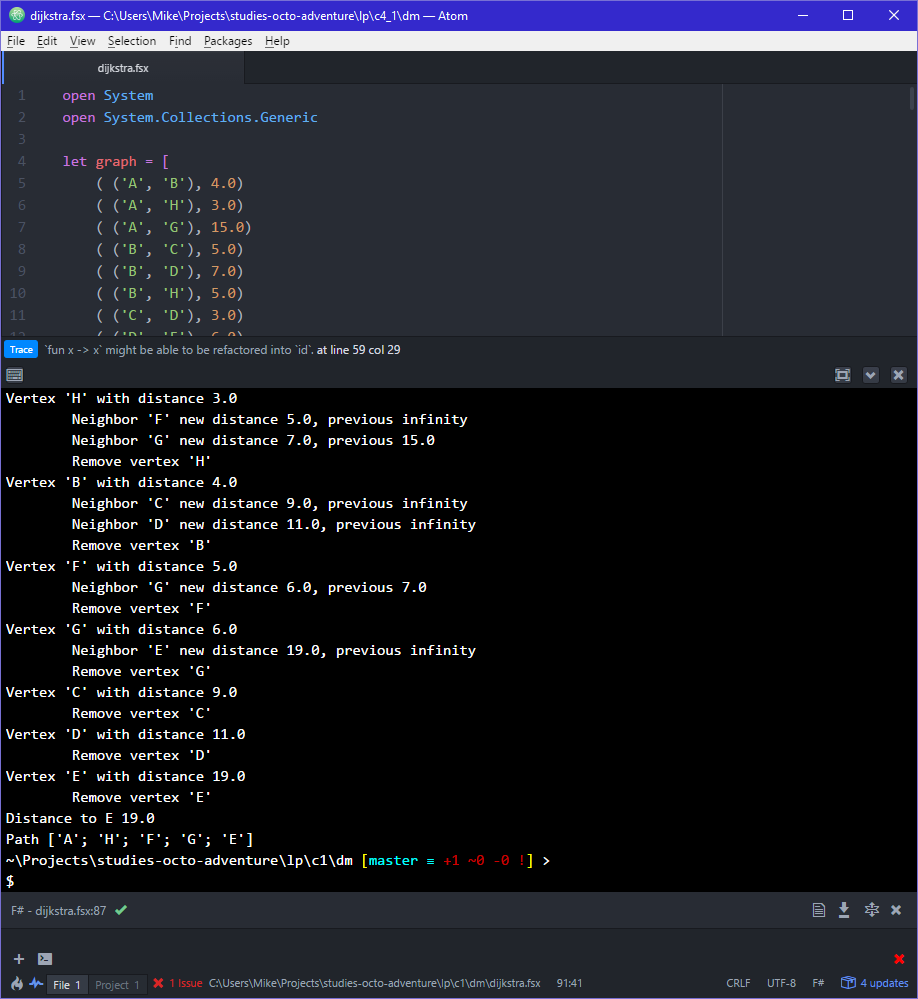 dijkstra.fsx — C:\Users\Mike\Projects\studies-octo-adventure\lp\c4_1\dm — Atom
File Edit View Selection Find Packages Help
dijkstra.fsx
1 open System
2 open System.Collections.Generic
3
4 let graph = [
5 ( ('A', 'B'), 4.0)
6 ( ('A', 'H'), 3.0)
7 ( ('A', 'G'), 15.0)
8 ( ('B', 'C'), 5.0)
9 ( ('B', 'D'), 7.0)
10 ( ('B', 'H'), 5.0)
11 ( ('C', 'D'), 3.0)
Trace `fun x -> x` might be able to be refactored into `id`. at line 59 col 29
Vertex 'H' with distance 3.0
Neighbor 'F' new distance 5.0, previous infinity
Neighbor 'G' new distance 7.0, previous 15.0
Remove vertex 'H'
Vertex 'B' with distance 4.0
Neighbor 'C' new distance 9.0, previous infinity
Neighbor 'D' new distance 11.0, previous infinity
Remove vertex 'B'
Vertex 'F' with distance 5.0
Neighbor 'G' new distance 6.0, previous 7.0
Remove vertex 'F'
Vertex 'G' with distance 6.0
Neighbor 'E' new distance 19.0, previous infinity
Remove vertex 'G'
Vertex 'C' with distance 9.0
Remove vertex 'C'
Vertex 'D' with distance 11.0
Remove vertex 'D'
Vertex 'E' with distance 19.0
Remove vertex 'E'
Distance to E 19.0
Path ['A'; 'H'; 'F'; 'G'; 'E']
~\Projects\studies-octo-adventure\lp\c1\dm [master ≡ +1 ~0 -0 !] >
$
F# - dijkstra.fsx:87
File 1 Project 1 1 Issue C:\Users\Mike\Projects\studies-octo-adventure\lp\c1\dm\dijkstra.fsx 91:41 CRLF UTF-8 F# 4 updates